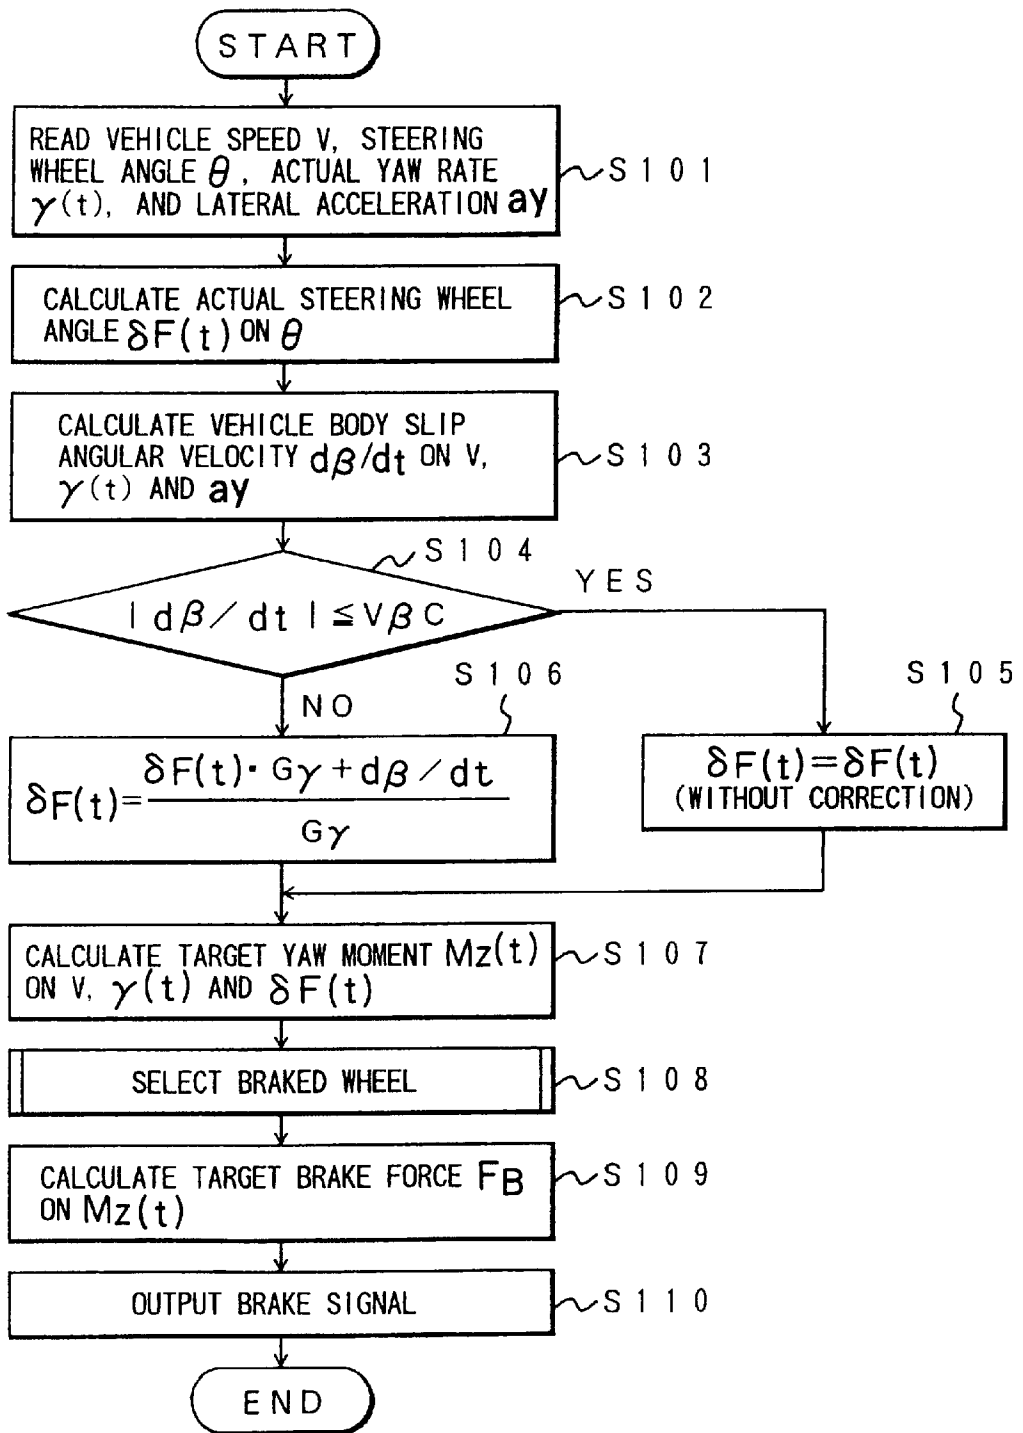 START
READ VEHICLE SPEED V, STEERING
WHEEL ANGLE θ, ACTUAL YAW RATE
γ(t), AND LATERAL ACCELERATION ay
S101
CALCULATE ACTUAL STEERING WHEEL
ANGLE δF(t) ON θ
S102
CALCULATE VEHICLE BODY SLIP
ANGULAR VELOCITY dβ/dt ON V,
γ(t) AND ay
S103
S104
| dβ/dt | ≦ VβC
YES
NO
S106
δF(t)・Gγ+dβ/dt
δF(t)=
Gγ
S105
δF(t)=δF(t)
(WITHOUT CORRECTION)
CALCULATE TARGET YAW MOMENT Mz(t)
ON V, γ(t) AND δF(t)
S107
SELECT BRAKED WHEEL
S108
CALCULATE TARGET BRAKE FORCE FB
ON Mz(t)
S109
OUTPUT BRAKE SIGNAL
S110
END